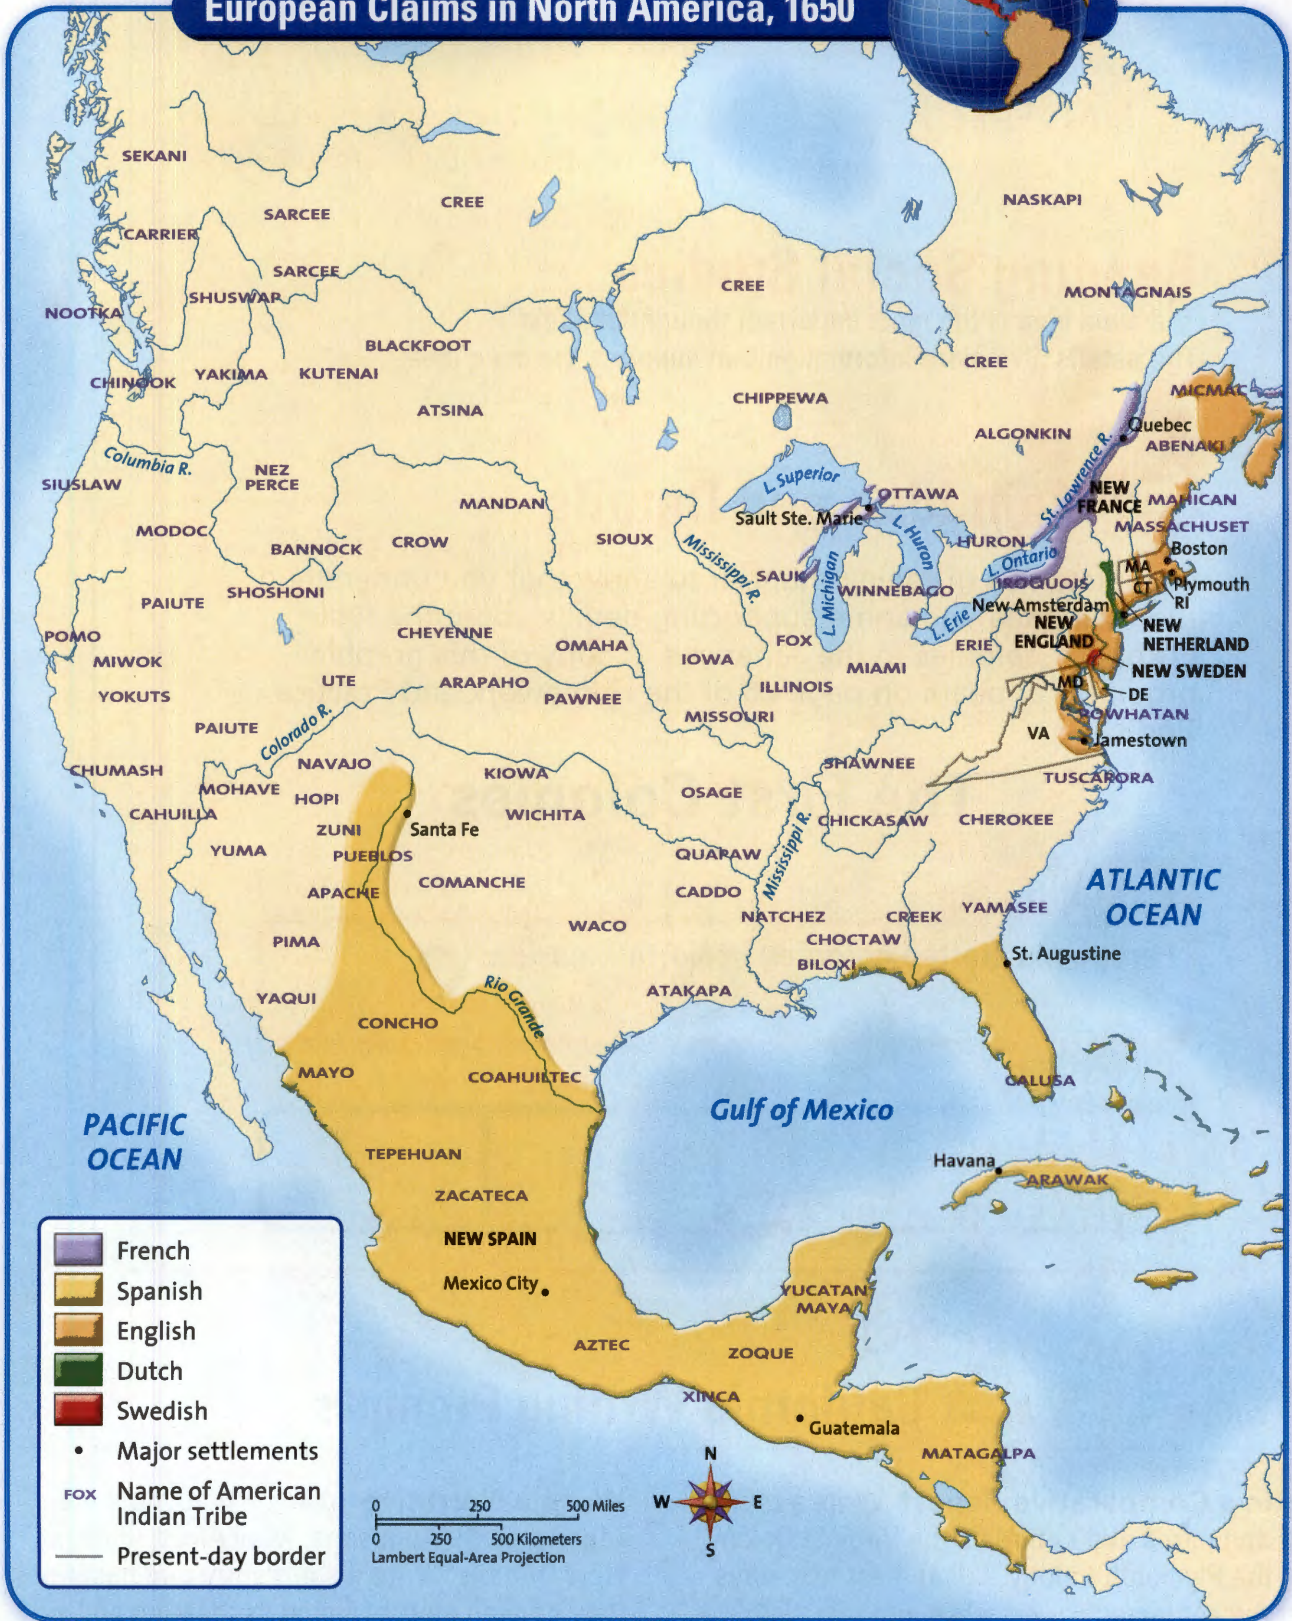 European Claims in North America, 1650
SEKANI
SARCEE
CREE
NASKAPI
CARRIER
SARCEE
SHUSWAP
CREE
MONTAGNAIS
NOOTKA
BLACKFOOT
CREE
CHINOOK
YAKIMA
KUTENAI
MICMAC
ATSINA
CHIPPEWA
Quebec
ALGONKIN
ABENAKI
Columbia R.
St. Lawrence R.
NEZ
PERCE
SIUSLAW
L. Superior
NEW
FRANCE
OTTAWA
MAHICAN
MANDAN
Sault Ste. Marie
MASSACHUSET
MODOC
BANNOCK
CROW
SIOUX
Mississippi R.
L. Huron
HURON
Boston
L. Ontario
MA
SAUK
L. Michigan
WINNEBAGO
IROQUOIS
CT
Plymouth
RI
SHOSHONI
PAIUTE
New Amsterdam
L. Erie
POMO
CHEYENNE
OMAHA
FOX
ERIE
NEW
ENGLAND
NEW
NETHERLAND
MIWOK
IOWA
MIAMI
NEW SWEDEN
UTE
ARAPAHO
ILLINOIS
MD
DE
YOKUTS
PAWNEE
MISSOURI
POWHATAN
PAIUTE
Colorado R.
VA
Jamestown
CHUMASH
NAVAJO
KIOWA
SHAWNEE
TUSCARORA
MOHAVE
HOPI
OSAGE
CAHUILLA
WICHITA
CHICKASAW
CHEROKEE
ZUNI
Santa Fe
Mississippi R.
YUMA
PUEBLOS
QUAPAW
APACHE
COMANCHE
CADDO
ATLANTIC
OCEAN
NATCHEZ
CREEK
YAMASEE
WACO
CHOCTAW
PIMA
BILOXI
St. Augustine
YAQUI
Rio Grande
ATAKAPA
CONCHO
MAYO
COAHUILTEC
CALUSA
PACIFIC
OCEAN
Gulf of Mexico
TEPEHUAN
Havana
ARAWAK
ZACATECA
NEW SPAIN
Mexico City
YUCATAN
MAYA
AZTEC
ZOQUE
XINCA
Guatemala
MATAGALPA
French
Spanish
English
Dutch
Swedish
Major settlements
FOX Name of American
Indian Tribe
Present-day border
0 250 500 Miles
0 250 500 Kilometers
Lambert Equal-Area Projection
N
W E
S